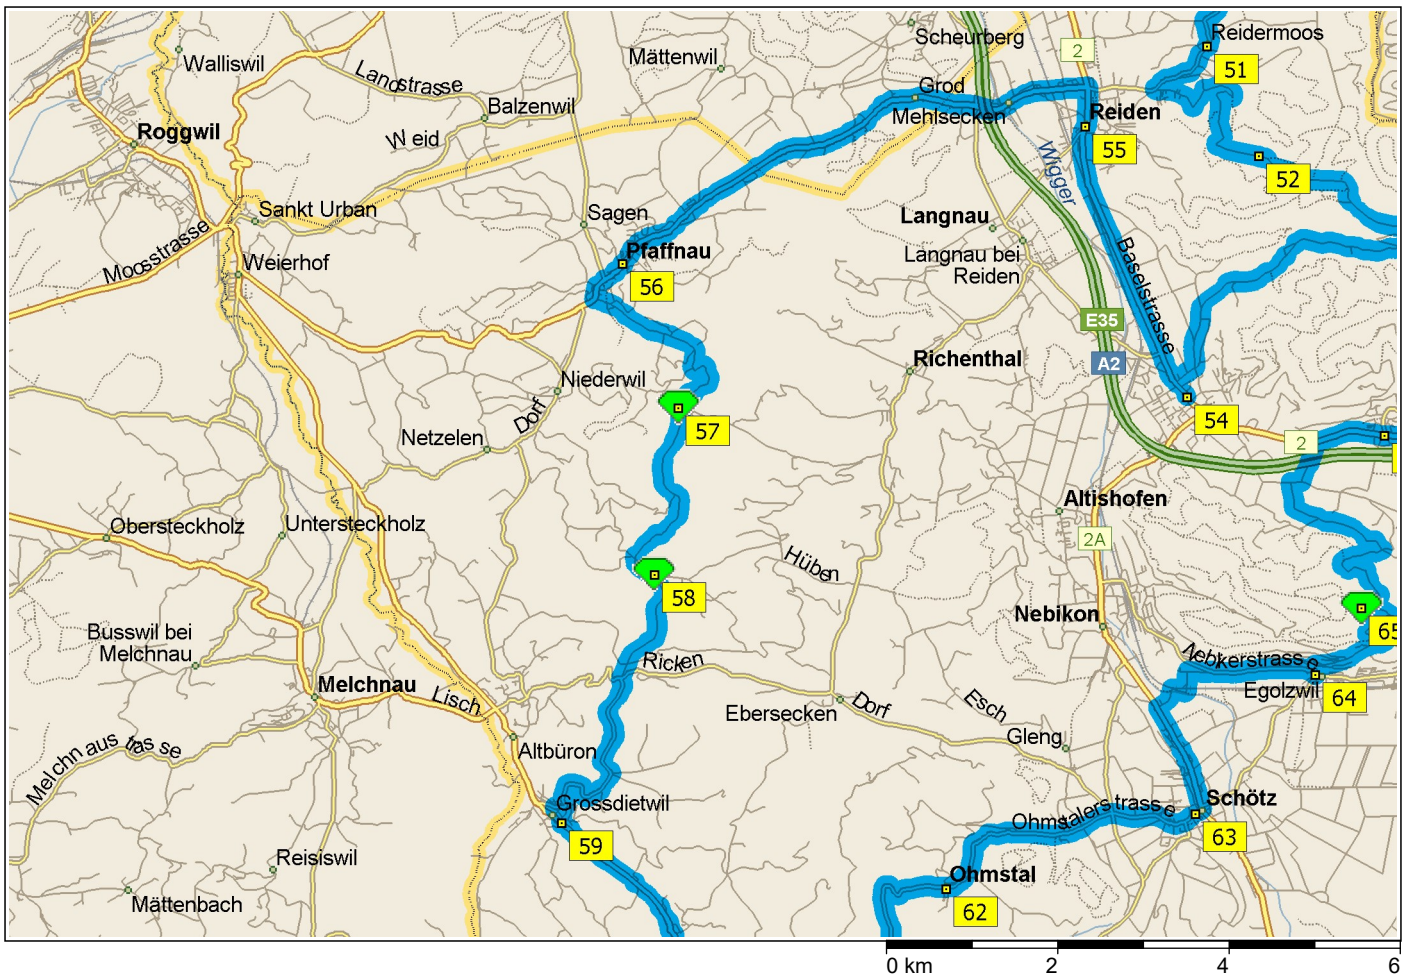 Reidermoos
Scheurberg
2
Walliswil
Mättenwil
51
Landstrasse
Grod
Balzenwil
Mehlsecken
Reiden
Roggwil
Weid
55
Wigger
52
Sankt Urban
Sagen
Langnau
Moosstrasse
Pfaffnau
Langnau bei
Reiden
Weierhof
56
Baselstrasse
E35
A2
Richenthal
Niederwil
Dorf
54
57
Netzelen
2
Altishofen
Obersteckholz
Untersteckholz
2A
Hüben
58
65
Nebikon
Busswil bei
Melchnau
Ricken
Nebikerstrasse
Egolzwil
64
Melchnau
Lisch
Ebersecken
Dorf
Esch
Gleng
Altbüron
Melchnaustrasse
Grossdietwil
Schötz
Ohmstalerstrasse
63
59
Reisiswil
Ohmstal
62
Mättenbach
0 km 2 4 6